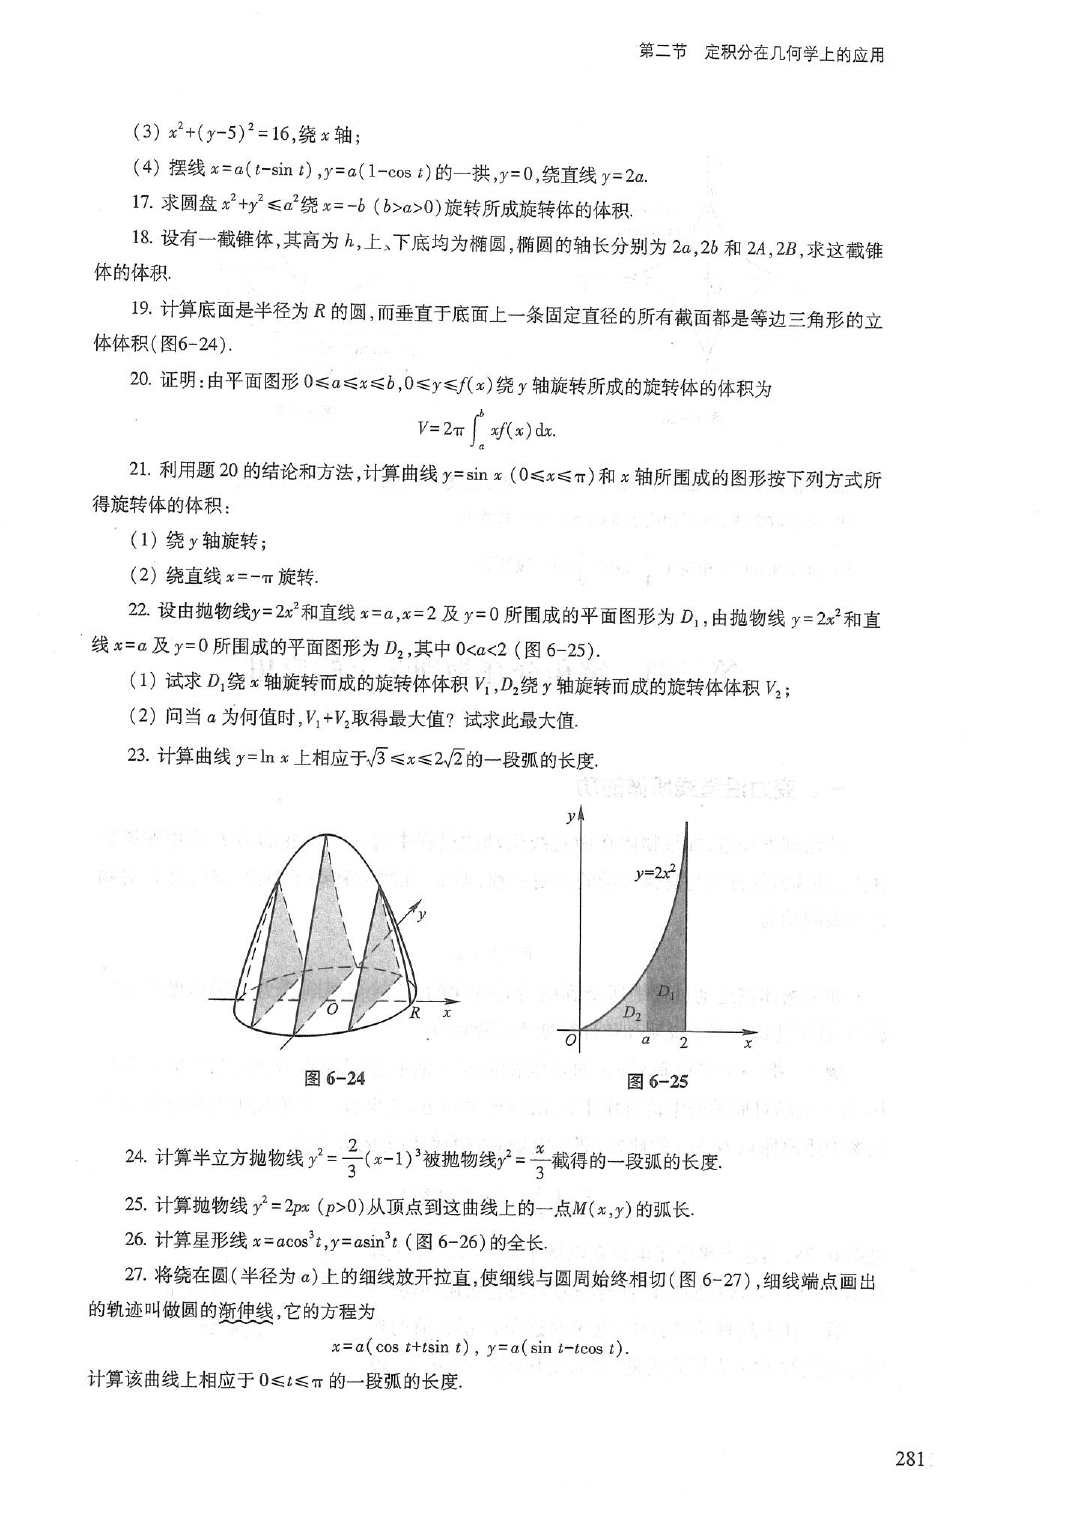 第二节 定积分在几何学上的应用
(3) x²+(y-5)²=16,绕 x 轴;
(4) 摆线 x=a(t-sin t),y=a(1-cos t)的一拱,y=0,绕直线 y=2a.
17. 求圆盘 x²+y²≤a²绕 x=-b (b>a>0)旋转所成旋转体的体积.
18. 设有一截锥体,其高为 h,上、下底均为椭圆,椭圆的轴长分别为 2a,2b 和 2A,2B,求这截锥
体的体积.
19. 计算底面是半径为 R 的圆,而垂直于底面上一条固定直径的所有截面都是等边三角形的立
体体积(图6-24).
20. 证明:由平面图形 0≤a≤x≤b,0≤y≤f(x)绕 y 轴旋转所成的旋转体的体积为
V=2π∫ₐᵇ xf(x)dx.
21. 利用题 20 的结论和方法,计算曲线 y=sin x (0≤x≤π)和 x 轴所围成的图形按下列方式所
得旋转体的体积:
(1) 绕 y 轴旋转;
(2) 绕直线 x=-π 旋转.
22. 设由抛物线y=2x²和直线 x=a,x=2 及 y=0 所围成的平面图形为 D₁,由抛物线 y=2x²和直
线 x=a 及 y=0 所围成的平面图形为 D₂,其中 0<a<2 (图 6-25).
(1) 试求 D₁绕 x 轴旋转而成的旋转体体积 V₁,D₂绕 y 轴旋转而成的旋转体体积 V₂;
(2) 问当 a 为何值时,V₁+V₂取得最大值? 试求此最大值.
23. 计算曲线 y=ln x 上相应于√3≤x≤2√2的一段弧的长度.
y
O
R
x
图 6-24
y
y=2x²
D₁
D₂
O
a
2
x
图 6-25
24. 计算半立方抛物线 y²=2/3(x-1)³被抛物线y²=x/3截得的一段弧的长度.
25. 计算抛物线 y²=2px (p>0)从顶点到这曲线上的一点M(x,y)的弧长.
26. 计算星形线 x=acos³t,y=asin³t (图 6-26)的全长.
27. 将绕在圆(半径为 a)上的细线放开拉直,使细线与圆周始终相切(图 6-27),细线端点画出
的轨迹叫做圆的渐伸线,它的方程为
x=a(cos t+tsin t), y=a(sin t-tcos t).
计算该曲线上相应于 0≤t≤π 的一段弧的长度.
281